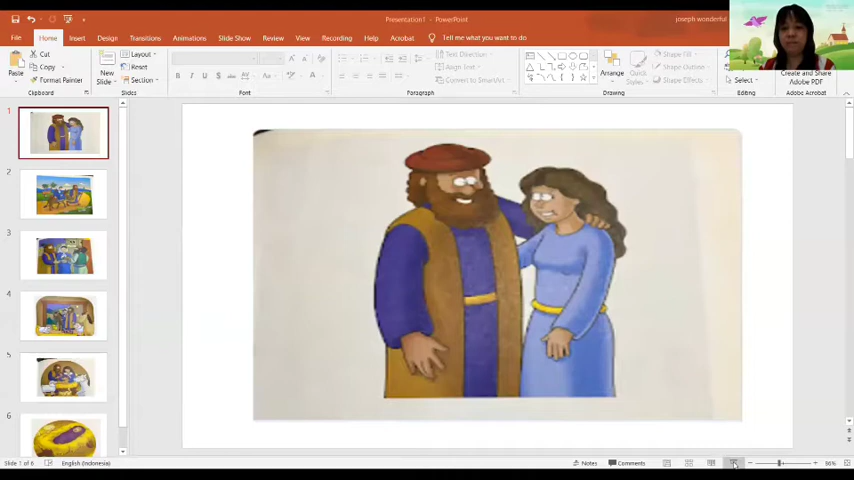 Presentation1 - PowerPoint
joseph wonderful
File Home Insert Design Transitions Animations Slide Show Review View Recording Help Acrobat Tell me what you want to do
Paste
Cut
Copy
Format Painter
Clipboard
New
Slide
Layout
Reset
Section
Slides
B I U S
Font
Text Direction
Align Text
Convert to SmartArt
Paragraph
Arrange
Quick
Styles
Shape Fill
Shape Outline
Shape Effects
Drawing
Select
Create and Share
Adobe PDF
Adobe Acrobat
1
2
3
4
5
6
Slide 1 of 6 English (Indonesia) Notes Comments 86%